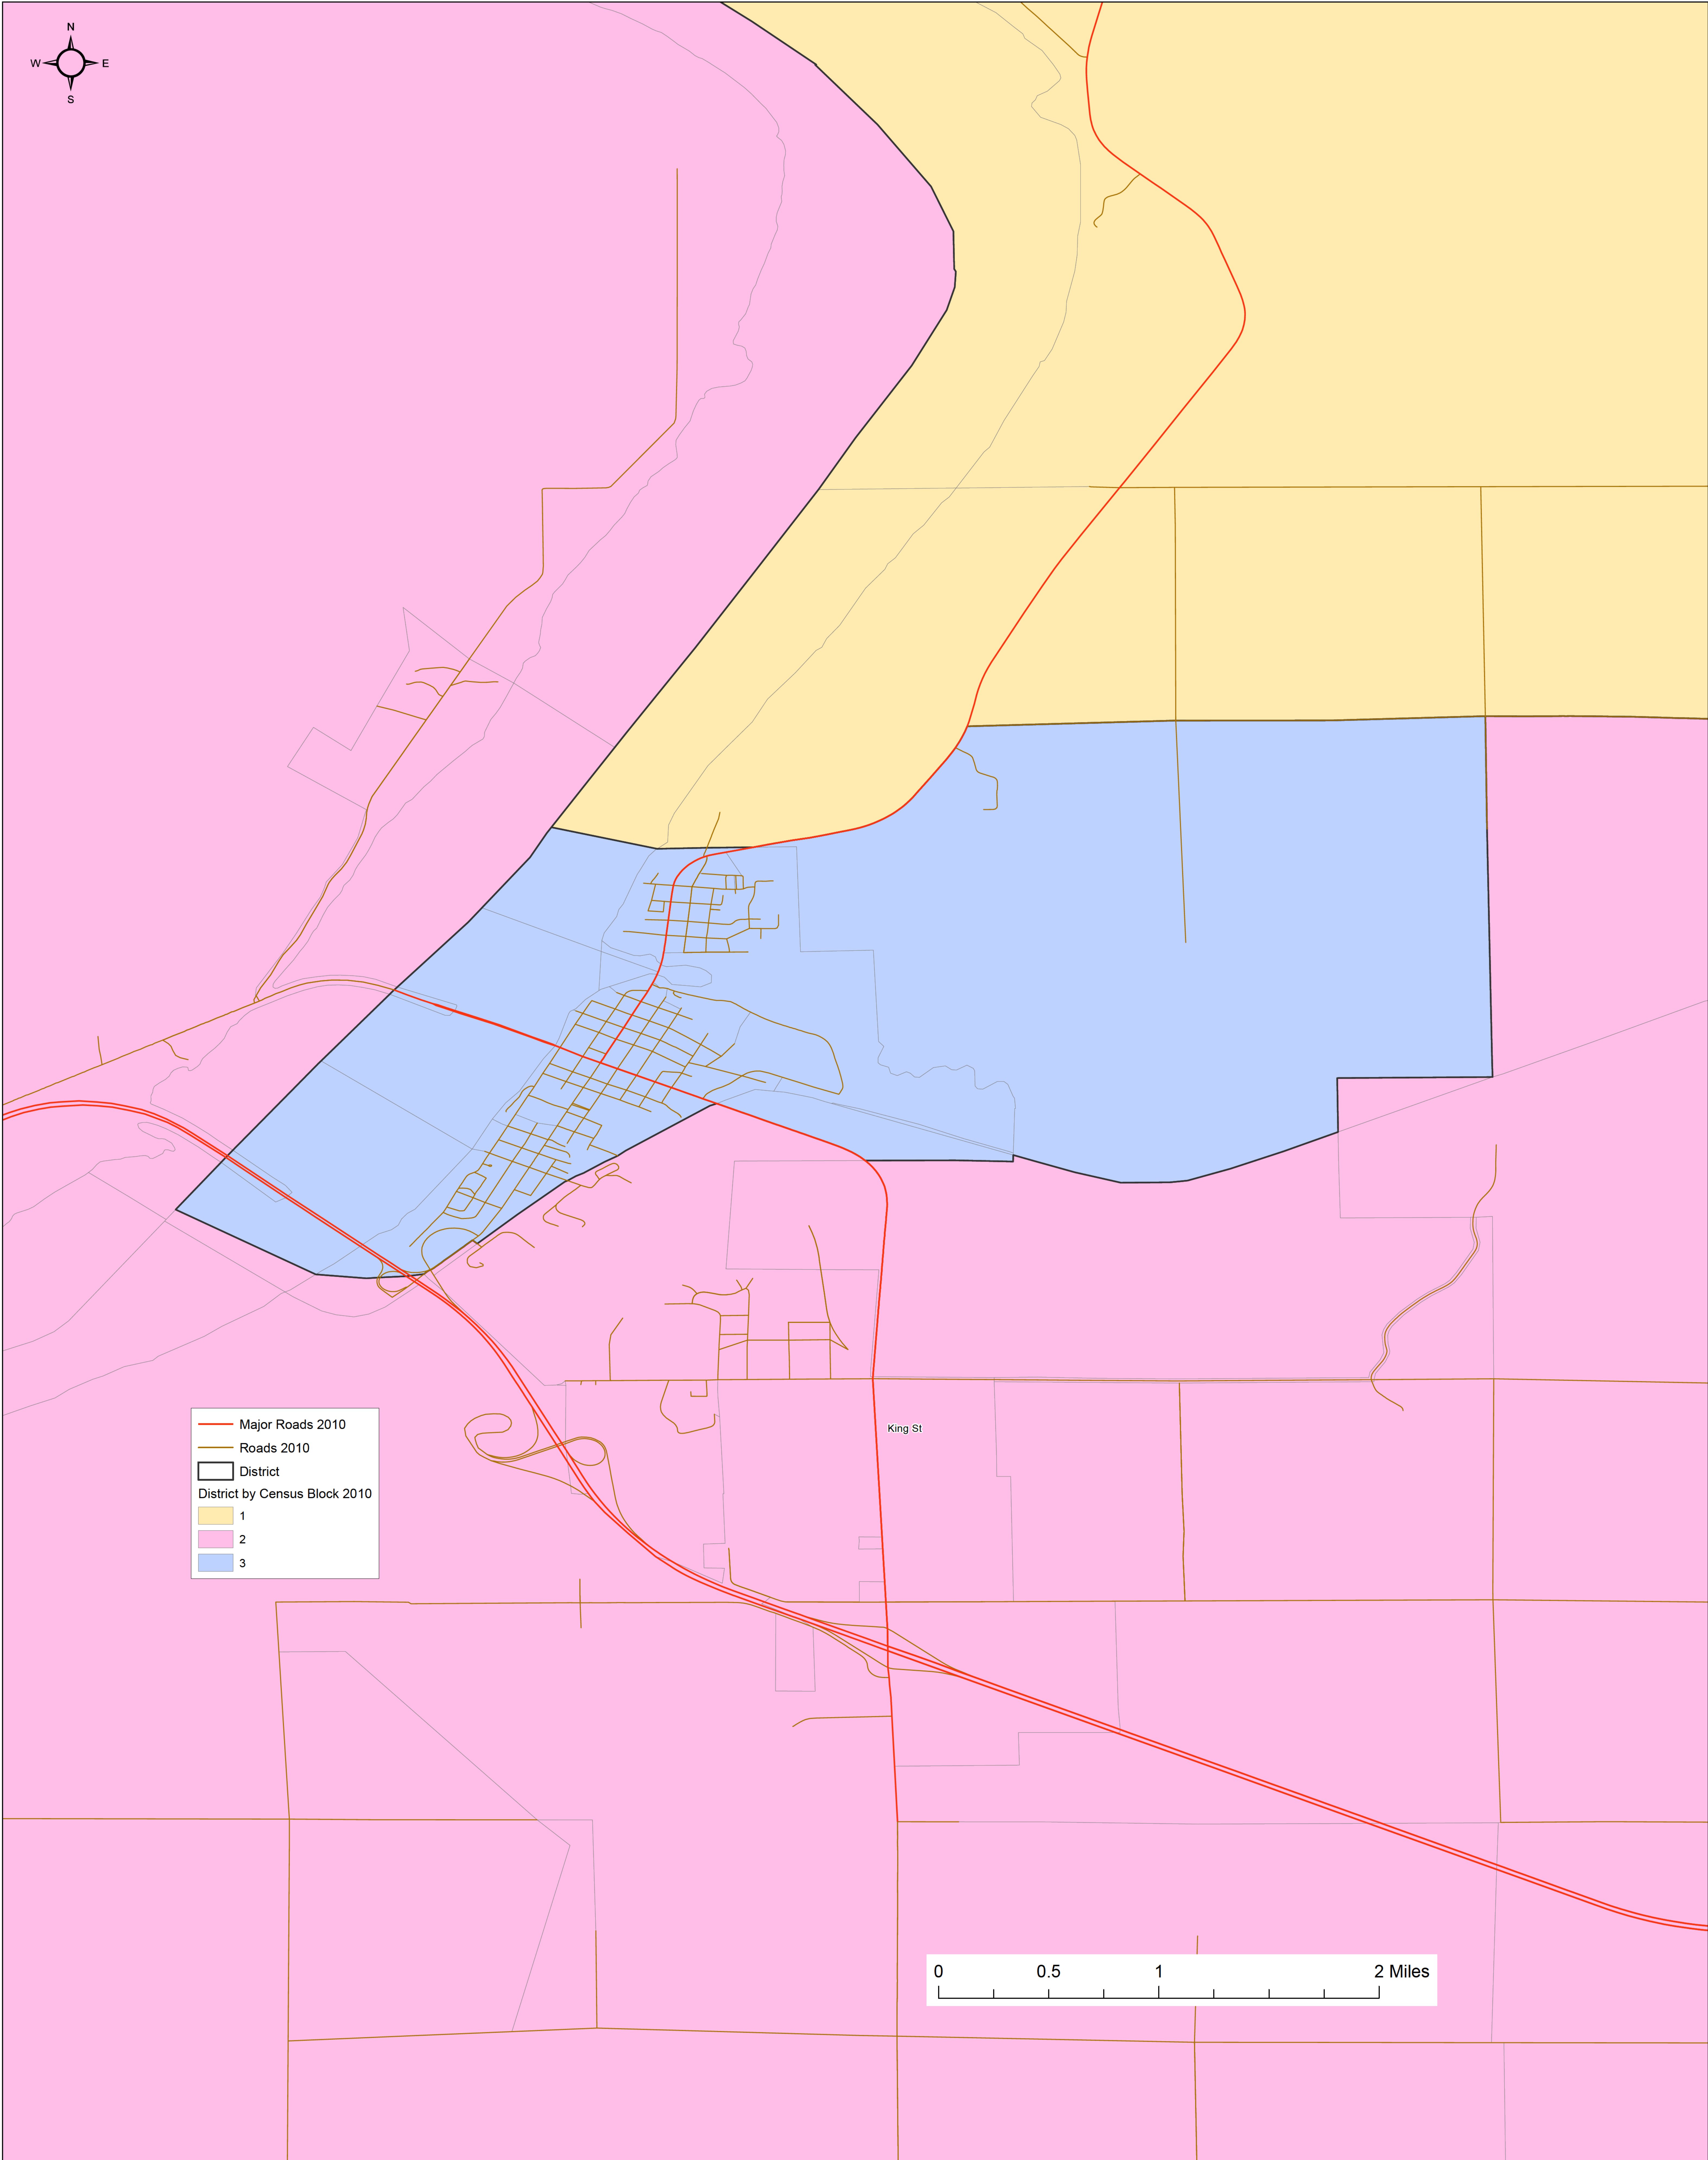 N
W E
S
Major Roads 2010
Roads 2010
District
District by Census Block 2010
1
2
3
King St
0 0.5 1 2 Miles